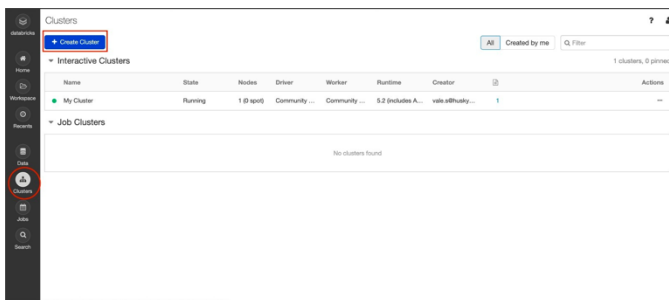 databricks
Home
Workspace
Recents
Data
Clusters
Jobs
Search
Clusters
?
+ Create Cluster
All Created by me Filter
Interactive Clusters 1 clusters, 0 pinned
Name State Nodes Driver Worker Runtime Creator Actions
My Cluster Running 1 (0 spot) Community ... Community ... 5.2 (includes A... vale.s@husky... 1 ...
Job Clusters
No clusters found